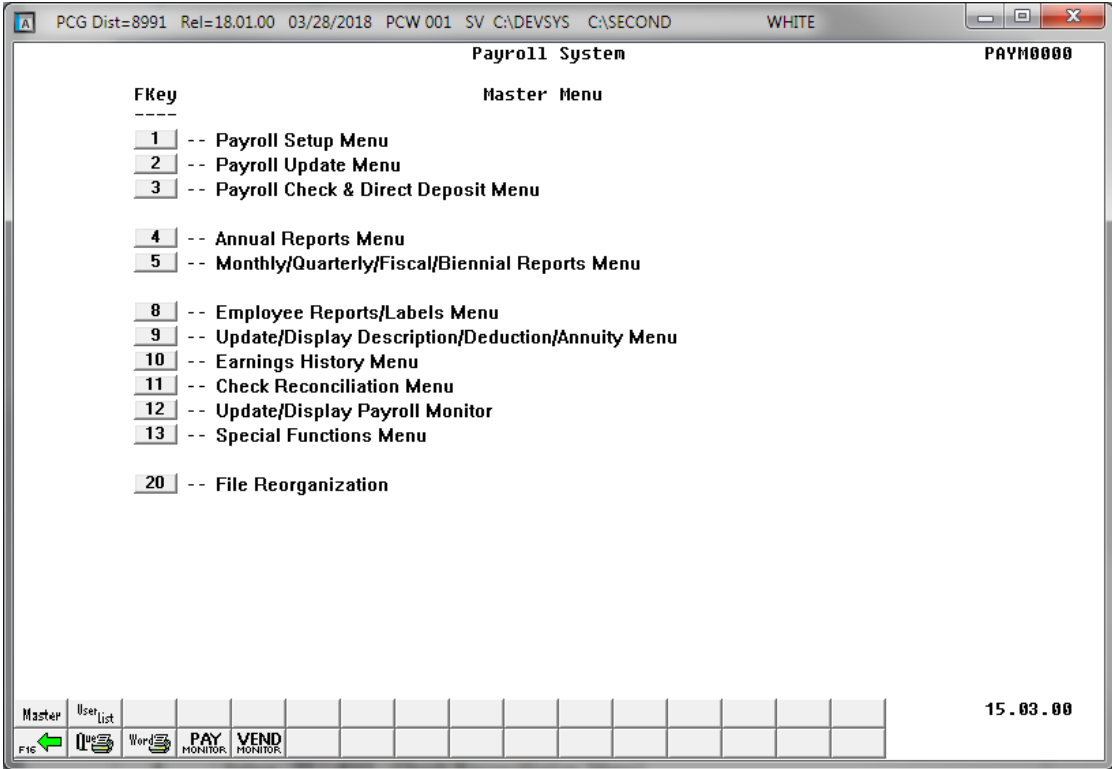 A PCG Dist=8991 Rel=18.01.00 03/28/2018 PCW 001 SV C:\DEVSYS C:\SECOND WHITE
Payroll System PAYM0000
FKey Master Menu
----
1 -- Payroll Setup Menu
2 -- Payroll Update Menu
3 -- Payroll Check & Direct Deposit Menu
4 -- Annual Reports Menu
5 -- Monthly/Quarterly/Fiscal/Biennial Reports Menu
8 -- Employee Reports/Labels Menu
9 -- Update/Display Description/Deduction/Annuity Menu
10 -- Earnings History Menu
11 -- Check Reconciliation Menu
12 -- Update/Display Payroll Monitor
13 -- Special Functions Menu
20 -- File Reorganization
Master User List 15.03.00
F16 Que Word PAY MONITOR VEND MONITOR